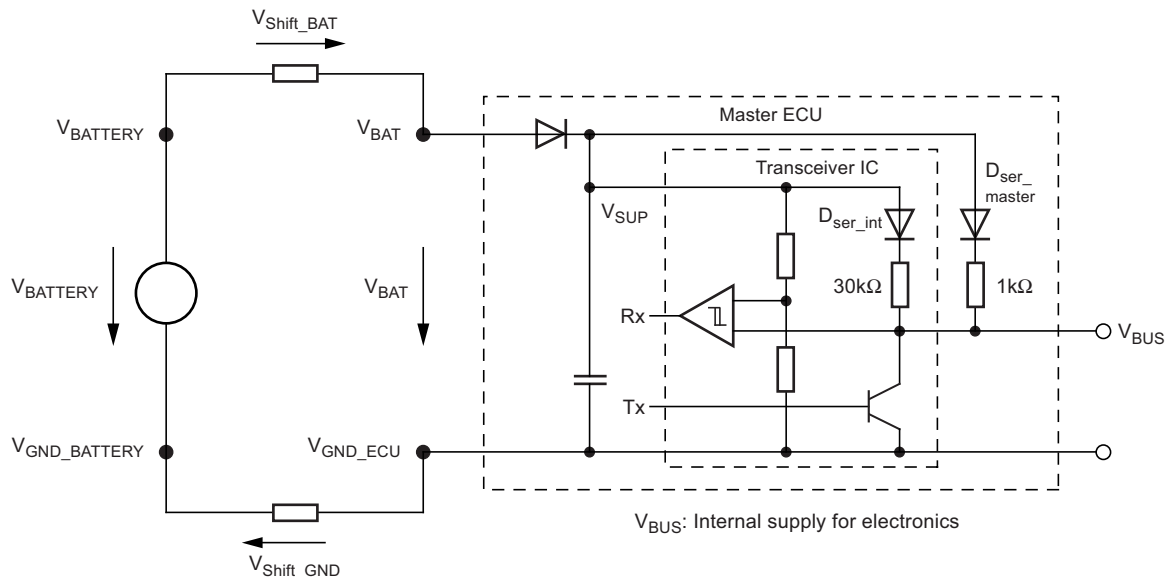 VShift_BAT
Master ECU
VBATTERY
VBAT
Transceiver IC
Dser_
master
VSUP
Dser_int
VBATTERY
VBAT
30kΩ
1kΩ
Rx
VBUS
Tx
VGND_BATTERY
VGND_ECU
VBUS: Internal supply for electronics
VShift_GND